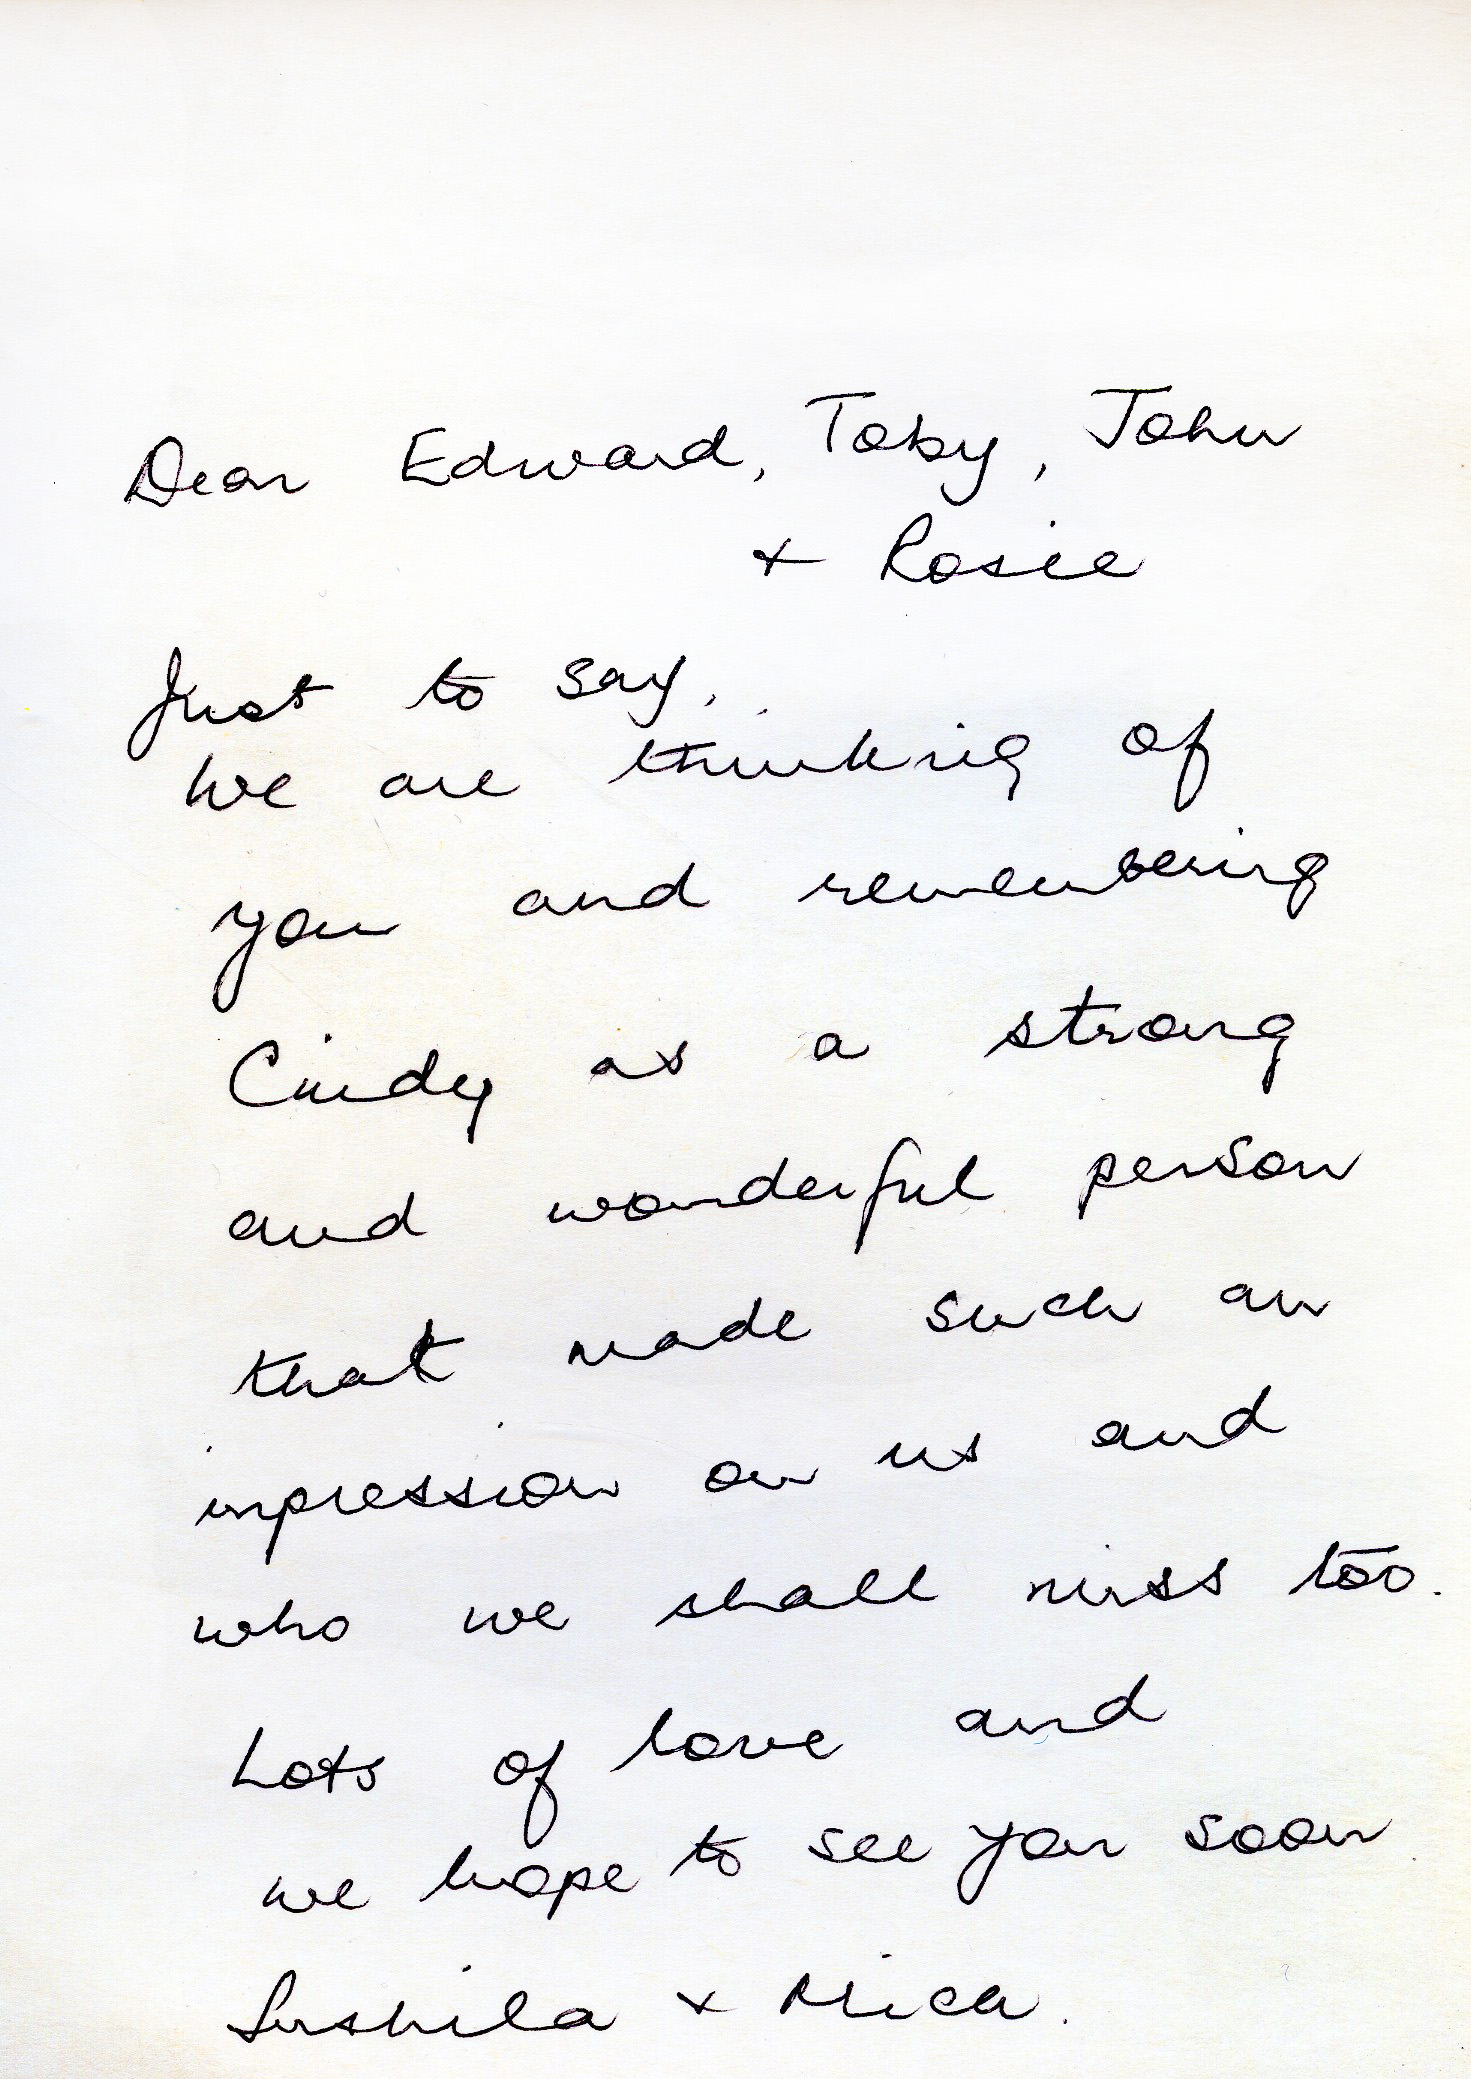 Dear Edward, Toby, John
+ Rosie
Just to say,
We are thinking of
you and remembering
Cindy as a strong
and wonderful person
that made such an
impression on us and
who we shall miss too.
Lots of love and
we hope to see you soon
Sushila + Mica.